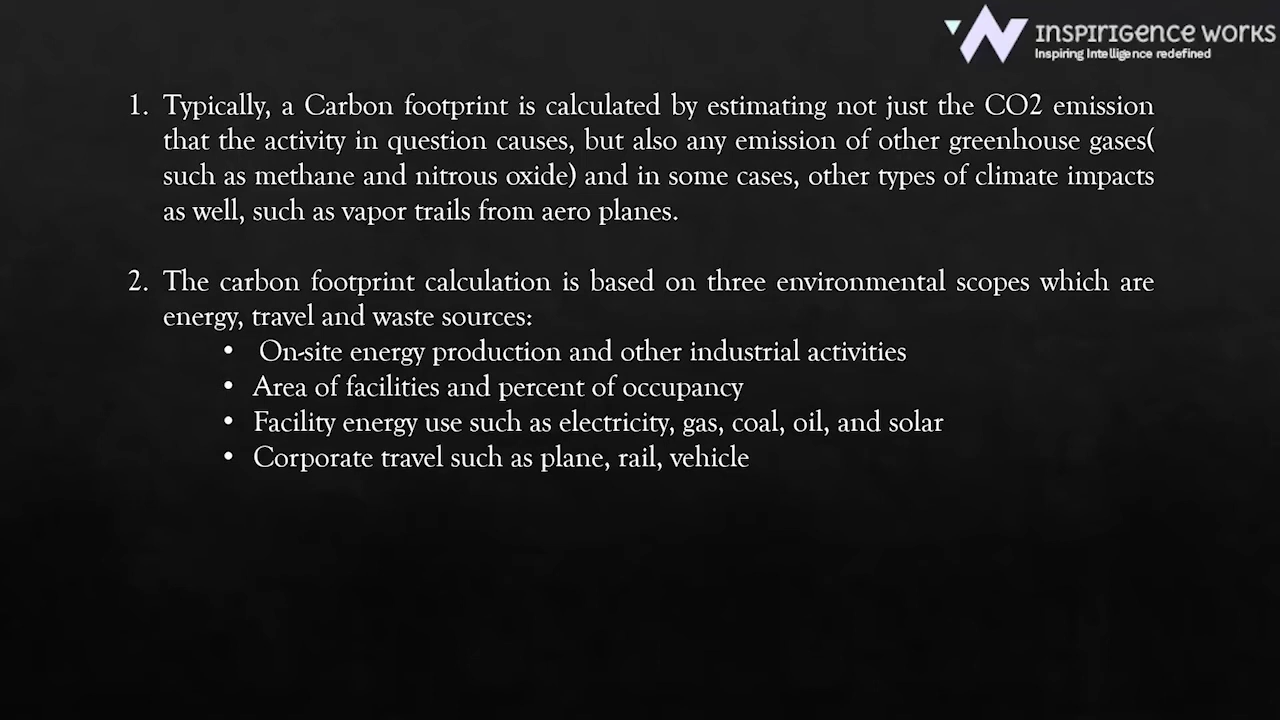 INSPIRIGENCE WORKS
Inspiring Intelligence redefined
1. Typically, a Carbon footprint is calculated by estimating not just the CO2 emission
that the activity in question causes, but also any emission of other greenhouse gases(
such as methane and nitrous oxide) and in some cases, other types of climate impacts
as well, such as vapor trails from aero planes.
2. The carbon footprint calculation is based on three environmental scopes which are
energy, travel and waste sources:
• On-site energy production and other industrial activities
• Area of facilities and percent of occupancy
• Facility energy use such as electricity, gas, coal, oil, and solar
• Corporate travel such as plane, rail, vehicle